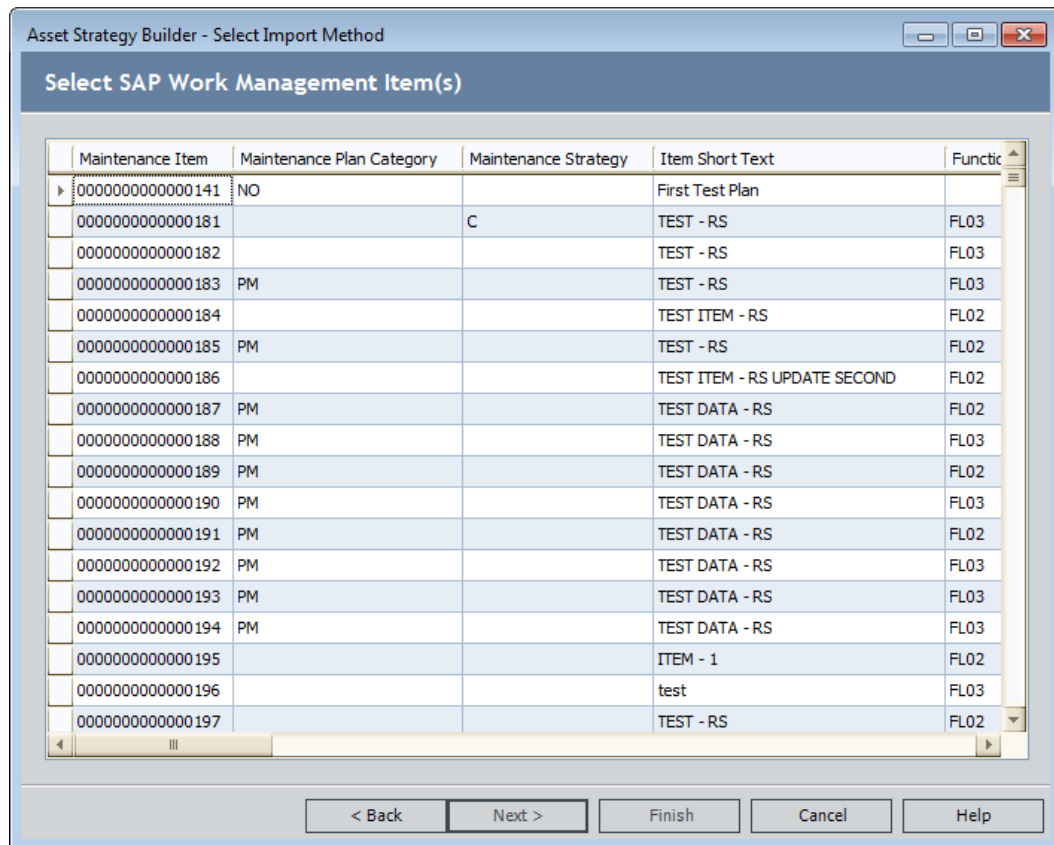 Asset Strategy Builder - Select Import Method
Select SAP Work Management Item(s)
Maintenance Item Maintenance Plan Category Maintenance Strategy Item Short Text Functic
0000000000000141 NO First Test Plan
0000000000000181 C TEST - RS FL03
0000000000000182 TEST - RS FL03
0000000000000183 PM TEST - RS FL03
0000000000000184 TEST ITEM - RS FL02
0000000000000185 PM TEST - RS FL02
0000000000000186 TEST ITEM - RS UPDATE SECOND FL02
0000000000000187 PM TEST DATA - RS FL02
0000000000000188 PM TEST DATA - RS FL03
0000000000000189 PM TEST DATA - RS FL02
0000000000000190 PM TEST DATA - RS FL03
0000000000000191 PM TEST DATA - RS FL02
0000000000000192 PM TEST DATA - RS FL03
0000000000000193 PM TEST DATA - RS FL03
0000000000000194 PM TEST DATA - RS FL03
0000000000000195 ITEM - 1 FL02
0000000000000196 test FL03
0000000000000197 TEST - RS FL02
< Back Next > Finish Cancel Help